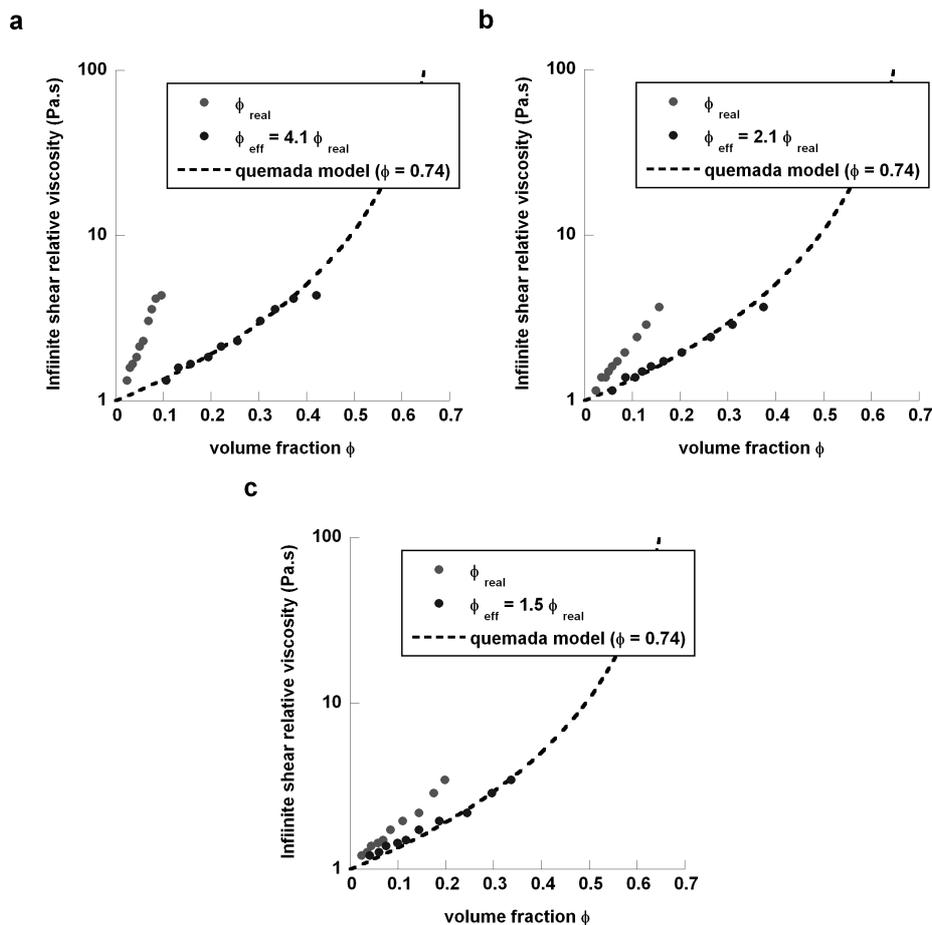 a
100
10
1
Infiinite shear relative viscosity (Pa.s)
ϕ real
ϕ eff = 4.1 ϕ real
quemada model (ϕ = 0.74)
0 0.1 0.2 0.3 0.4 0.5 0.6 0.7
volume fraction ϕ
b
100
10
1
Infiinite shear relative viscosity (Pa.s)
ϕ real
ϕ eff = 2.1 ϕ real
quemada model (ϕ = 0.74)
0 0.1 0.2 0.3 0.4 0.5 0.6 0.7
volume fraction ϕ
c
100
10
1
Infiinite shear relative viscosity (Pa.s)
ϕ real
ϕ eff = 1.5 ϕ real
quemada model (ϕ = 0.74)
0 0.1 0.2 0.3 0.4 0.5 0.6 0.7
volume fraction ϕ